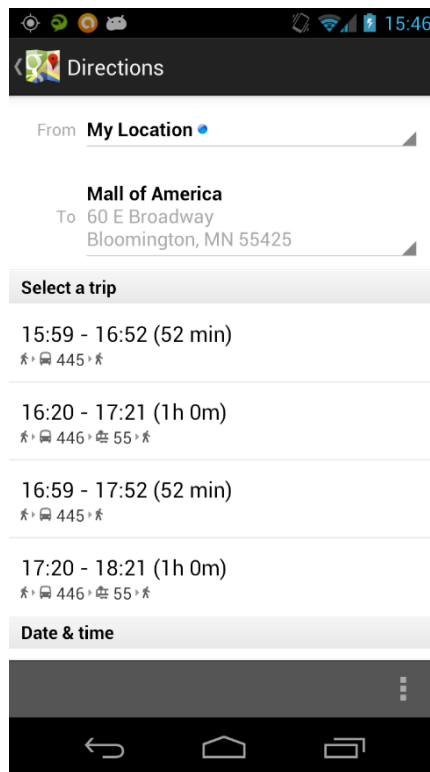 15:46
Directions
From My Location
Mall of America
To 60 E Broadway
Bloomington, MN 55425
Select a trip
15:59 - 16:52 (52 min)
445
16:20 - 17:21 (1h 0m)
446 55
16:59 - 17:52 (52 min)
445
17:20 - 18:21 (1h 0m)
446 55
Date & time